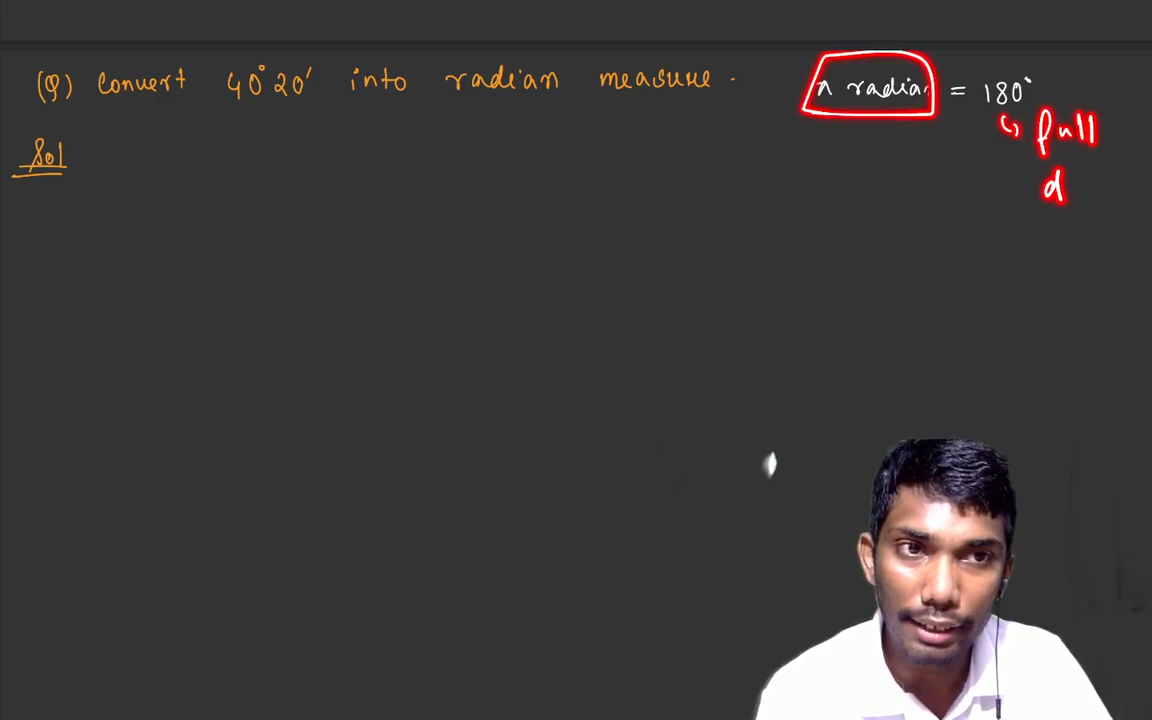 (Q) convert 40°20′ into radian measure.
π radian = 180°
↳ full
d
Sol